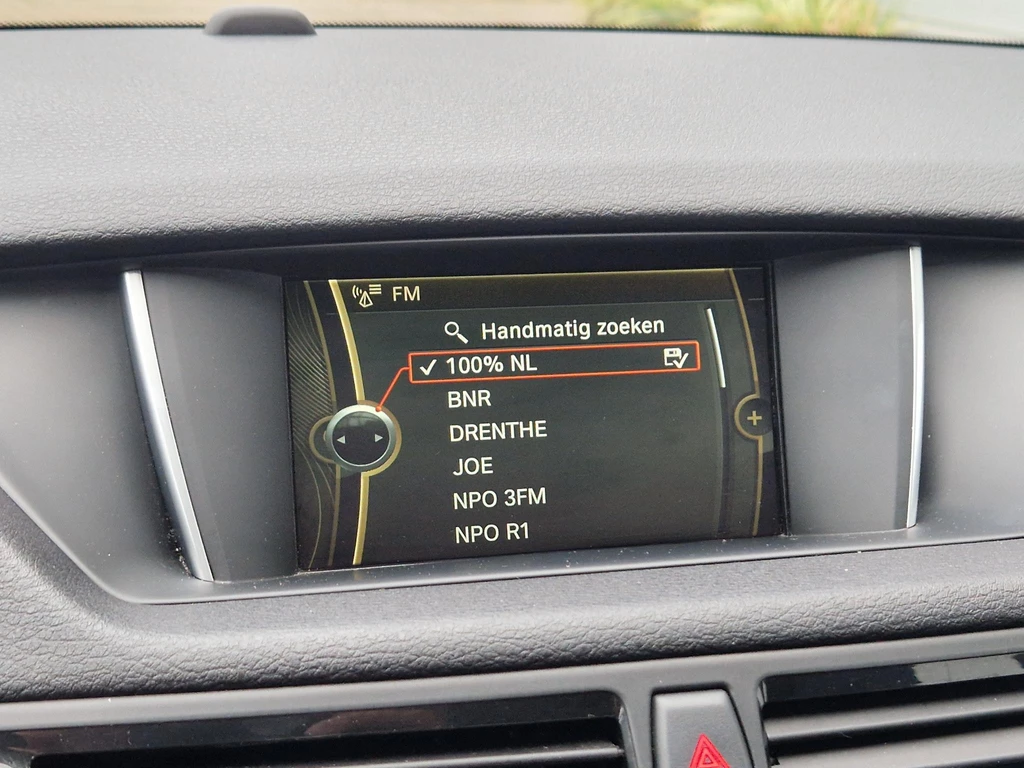 FM
Handmatig zoeken
100% NL
BNR
DRENTHE
JOE
NPO 3FM
NPO R1